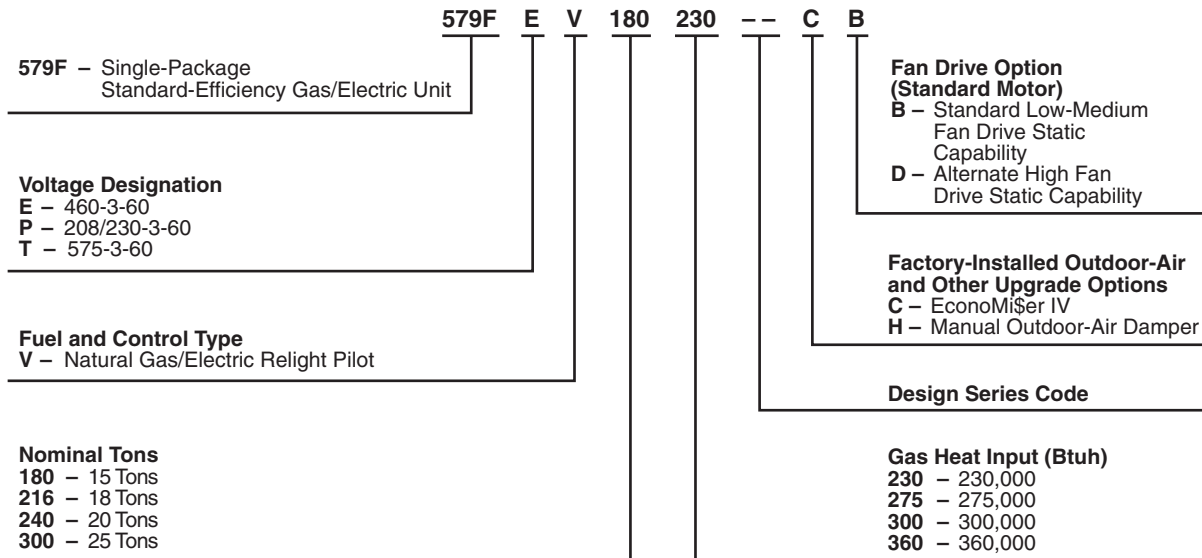 579F E V 180 230 – – C B
579F – Single-Package
Standard-Efficiency Gas/Electric Unit
Voltage Designation
E – 460-3-60
P – 208/230-3-60
T – 575-3-60
Fuel and Control Type
V – Natural Gas/Electric Relight Pilot
Nominal Tons
180 – 15 Tons
216 – 18 Tons
240 – 20 Tons
300 – 25 Tons
Fan Drive Option
(Standard Motor)
B – Standard Low-Medium
Fan Drive Static
Capability
D – Alternate High Fan
Drive Static Capability
Factory-Installed Outdoor-Air
and Other Upgrade Options
C – EconoMi$er IV
H – Manual Outdoor-Air Damper
Design Series Code
Gas Heat Input (Btuh)
230 – 230,000
275 – 275,000
300 – 300,000
360 – 360,000